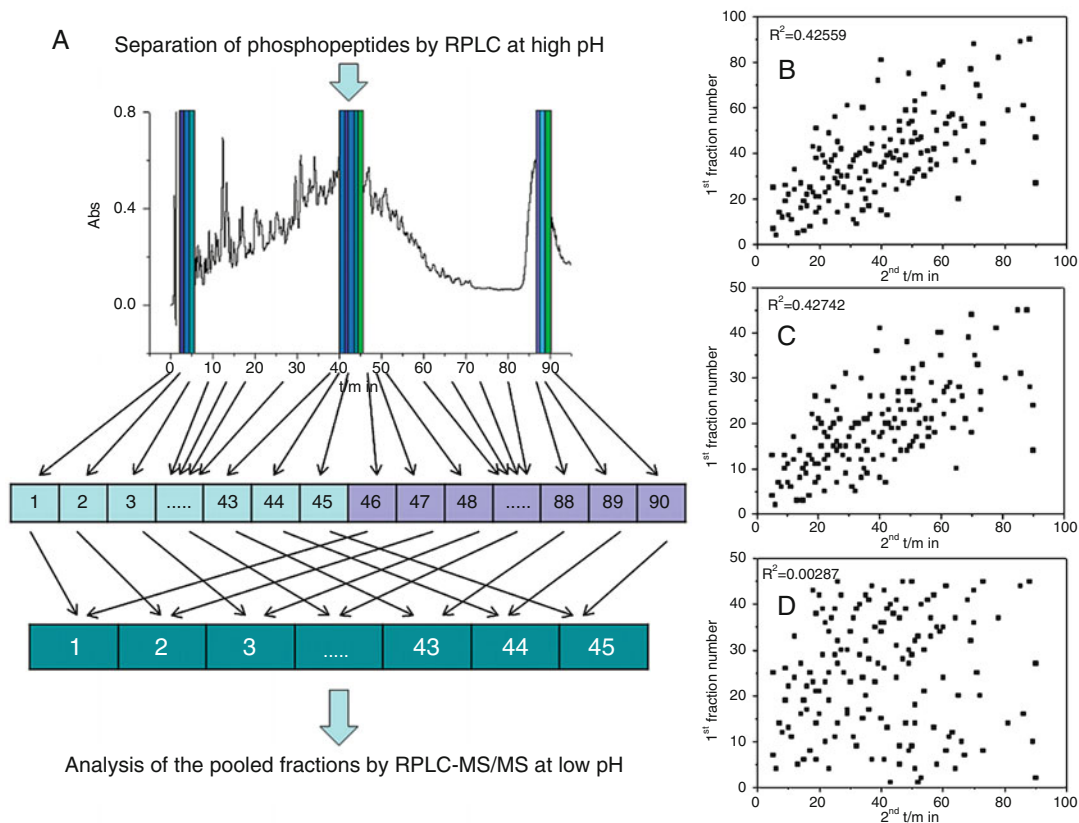 A
Separation of phosphopeptides by RPLC at high pH
0.8
0.4
0.0
Abs
0 10 20 30 40 50 60 70 80 90
t/m in
1 2 3 ..... 43 44 45 46 47 48 ..... 88 89 90
1 2 3 ..... 43 44 45
Analysis of the pooled fractions by RPLC-MS/MS at low pH
R²=0.42559
B
100
80
60
40
20
0
1st fraction number
20 40 60 80 100
2nd t/m in
R²=0.42742
C
50
40
30
20
10
0
1st fraction number
20 40 60 80 100
2nd t/m in
R²=0.00287
D
50
40
30
20
10
0
1st fraction number
0 20 40 60 80 100
2nd t/m in